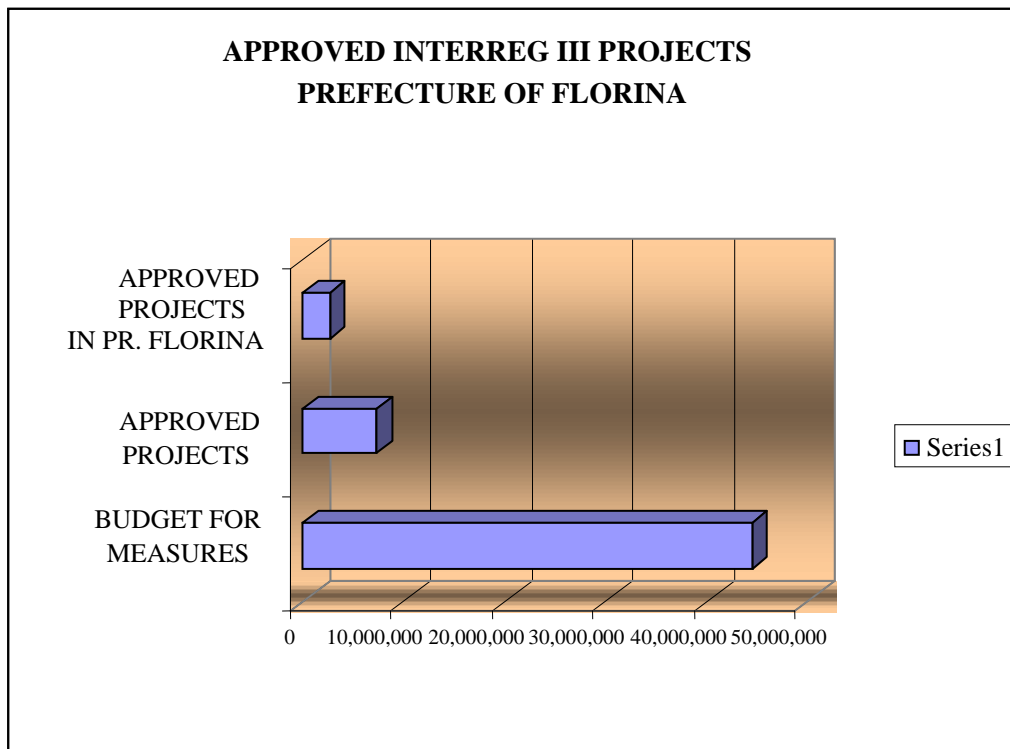 APPROVED INTERREG III PROJECTS
PREFECTURE OF FLORINA
APPROVED
PROJECTS
IN PR. FLORINA
APPROVED
PROJECTS
BUDGET FOR
MEASURES
Series1
0 10,000,000 20,000,000 30,000,000 40,000,000 50,000,000